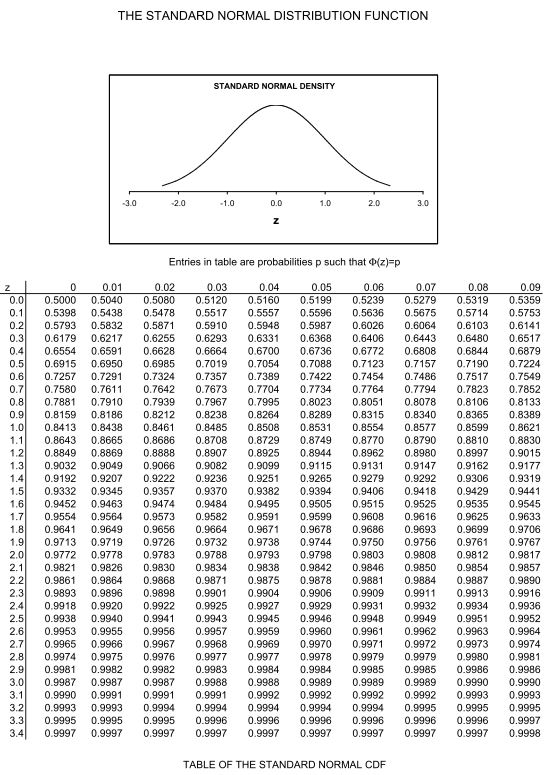 THE STANDARD NORMAL DISTRIBUTION FUNCTION
STANDARD NORMAL DENSITY
-3.0 -2.0 -1.0 0.0 1.0 2.0 3.0
z
Entries in table are probabilities p such that Φ(z)=p
z 0 0.01 0.02 0.03 0.04 0.05 0.06 0.07 0.08 0.09
0.0 0.5000 0.5040 0.5080 0.5120 0.5160 0.5199 0.5239 0.5279 0.5319 0.5359
0.1 0.5398 0.5438 0.5478 0.5517 0.5557 0.5596 0.5636 0.5675 0.5714 0.5753
0.2 0.5793 0.5832 0.5871 0.5910 0.5948 0.5987 0.6026 0.6064 0.6103 0.6141
0.3 0.6179 0.6217 0.6255 0.6293 0.6331 0.6368 0.6406 0.6443 0.6480 0.6517
0.4 0.6554 0.6591 0.6628 0.6664 0.6700 0.6736 0.6772 0.6808 0.6844 0.6879
0.5 0.6915 0.6950 0.6985 0.7019 0.7054 0.7088 0.7123 0.7157 0.7190 0.7224
0.6 0.7257 0.7291 0.7324 0.7357 0.7389 0.7422 0.7454 0.7486 0.7517 0.7549
0.7 0.7580 0.7611 0.7642 0.7673 0.7704 0.7734 0.7764 0.7794 0.7823 0.7852
0.8 0.7881 0.7910 0.7939 0.7967 0.7995 0.8023 0.8051 0.8078 0.8106 0.8133
0.9 0.8159 0.8186 0.8212 0.8238 0.8264 0.8289 0.8315 0.8340 0.8365 0.8389
1.0 0.8413 0.8438 0.8461 0.8485 0.8508 0.8531 0.8554 0.8577 0.8599 0.8621
1.1 0.8643 0.8665 0.8686 0.8708 0.8729 0.8749 0.8770 0.8790 0.8810 0.8830
1.2 0.8849 0.8869 0.8888 0.8907 0.8925 0.8944 0.8962 0.8980 0.8997 0.9015
1.3 0.9032 0.9049 0.9066 0.9082 0.9099 0.9115 0.9131 0.9147 0.9162 0.9177
1.4 0.9192 0.9207 0.9222 0.9236 0.9251 0.9265 0.9279 0.9292 0.9306 0.9319
1.5 0.9332 0.9345 0.9357 0.9370 0.9382 0.9394 0.9406 0.9418 0.9429 0.9441
1.6 0.9452 0.9463 0.9474 0.9484 0.9495 0.9505 0.9515 0.9525 0.9535 0.9545
1.7 0.9554 0.9564 0.9573 0.9582 0.9591 0.9599 0.9608 0.9616 0.9625 0.9633
1.8 0.9641 0.9649 0.9656 0.9664 0.9671 0.9678 0.9686 0.9693 0.9699 0.9706
1.9 0.9713 0.9719 0.9726 0.9732 0.9738 0.9744 0.9750 0.9756 0.9761 0.9767
2.0 0.9772 0.9778 0.9783 0.9788 0.9793 0.9798 0.9803 0.9808 0.9812 0.9817
2.1 0.9821 0.9826 0.9830 0.9834 0.9838 0.9842 0.9846 0.9850 0.9854 0.9857
2.2 0.9861 0.9864 0.9868 0.9871 0.9875 0.9878 0.9881 0.9884 0.9887 0.9890
2.3 0.9893 0.9896 0.9898 0.9901 0.9904 0.9906 0.9909 0.9911 0.9913 0.9916
2.4 0.9918 0.9920 0.9922 0.9925 0.9927 0.9929 0.9931 0.9932 0.9934 0.9936
2.5 0.9938 0.9940 0.9941 0.9943 0.9945 0.9946 0.9948 0.9949 0.9951 0.9952
2.6 0.9953 0.9955 0.9956 0.9957 0.9959 0.9960 0.9961 0.9962 0.9963 0.9964
2.7 0.9965 0.9966 0.9967 0.9968 0.9969 0.9970 0.9971 0.9972 0.9973 0.9974
2.8 0.9974 0.9975 0.9976 0.9977 0.9977 0.9978 0.9979 0.9979 0.9980 0.9981
2.9 0.9981 0.9982 0.9982 0.9983 0.9984 0.9984 0.9985 0.9985 0.9986 0.9986
3.0 0.9987 0.9987 0.9987 0.9988 0.9988 0.9989 0.9989 0.9989 0.9990 0.9990
3.1 0.9990 0.9991 0.9991 0.9991 0.9992 0.9992 0.9992 0.9992 0.9993 0.9993
3.2 0.9993 0.9993 0.9994 0.9994 0.9994 0.9994 0.9994 0.9995 0.9995 0.9995
3.3 0.9995 0.9995 0.9995 0.9996 0.9996 0.9996 0.9996 0.9996 0.9996 0.9997
3.4 0.9997 0.9997 0.9997 0.9997 0.9997 0.9997 0.9997 0.9997 0.9997 0.9998
TABLE OF THE STANDARD NORMAL CDF